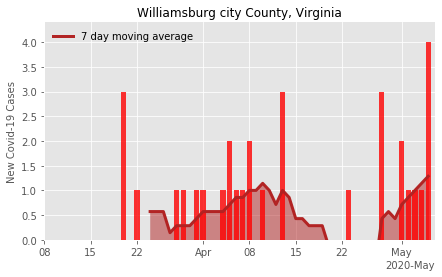 Williamsburg city County, Virginia
7 day moving average
New Covid-19 Cases
4.0
3.5
3.0
2.5
2.0
1.5
1.0
0.5
0.0
08 15 22 Apr 08 15 22 May
2020-May